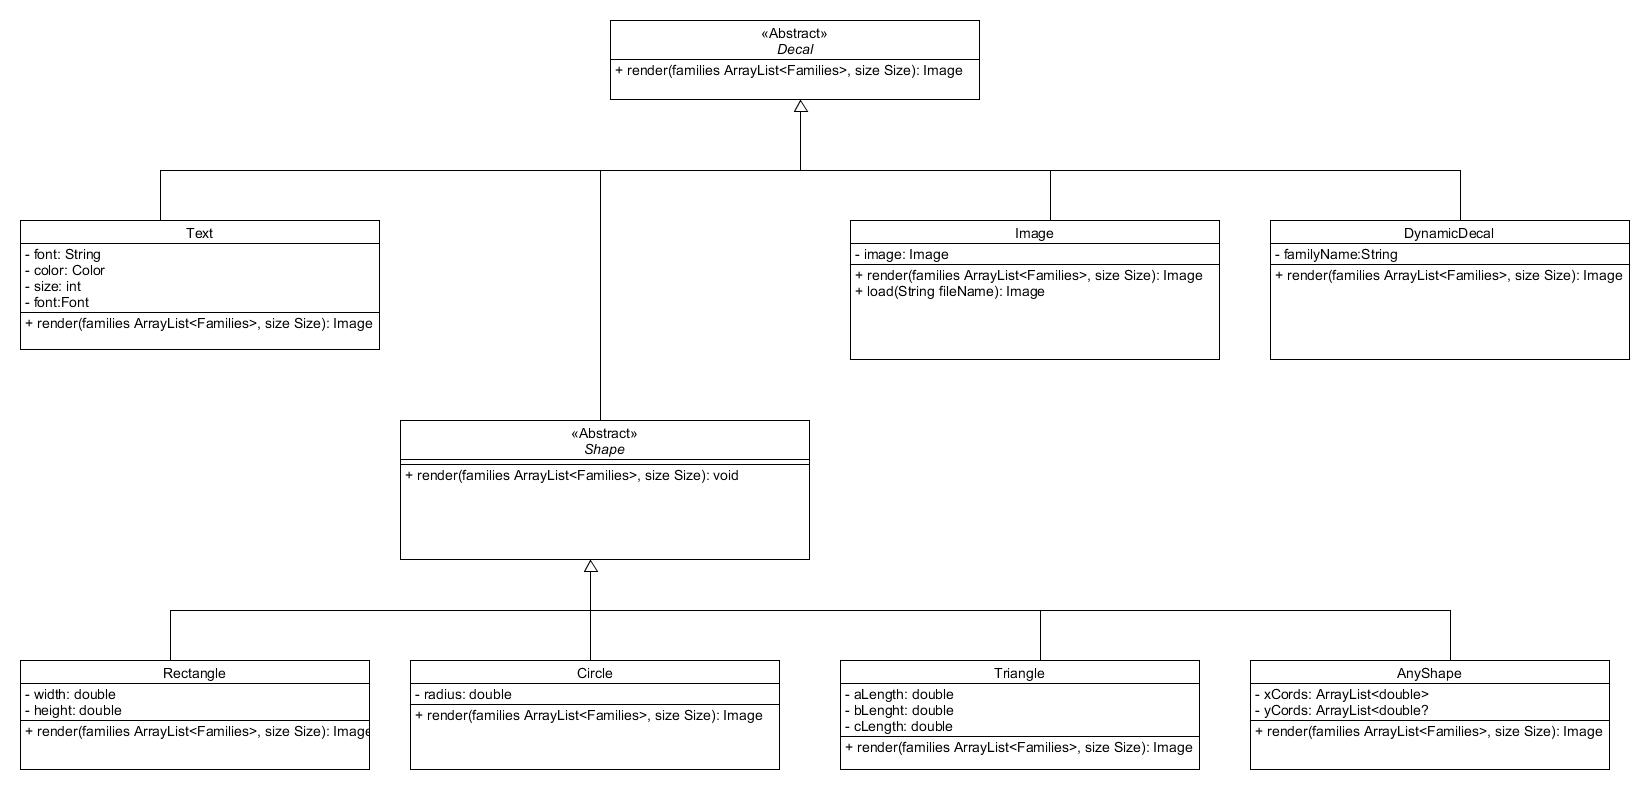 «Abstract»
Decal
+ render(families ArrayList<Families>, size Size): Image
Text
- font: String
- color: Color
- size: int
- font:Font
+ render(families ArrayList<Families>, size Size): Image
Image
- image: Image
+ render(families ArrayList<Families>, size Size): Image
+ load(String fileName): Image
DynamicDecal
- familyName:String
+ render(families ArrayList<Families>, size Size): Image
«Abstract»
Shape
+ render(families ArrayList<Families>, size Size): void
Rectangle
- width: double
- height: double
+ render(families ArrayList<Families>, size Size): Image
Circle
- radius: double
+ render(families ArrayList<Families>, size Size): Image
Triangle
- aLength: double
- bLenght: double
- cLength: double
+ render(families ArrayList<Families>, size Size): Image
AnyShape
- xCords: ArrayList<double>
- yCords: ArrayList<double?
+ render(families ArrayList<Families>, size Size): Image